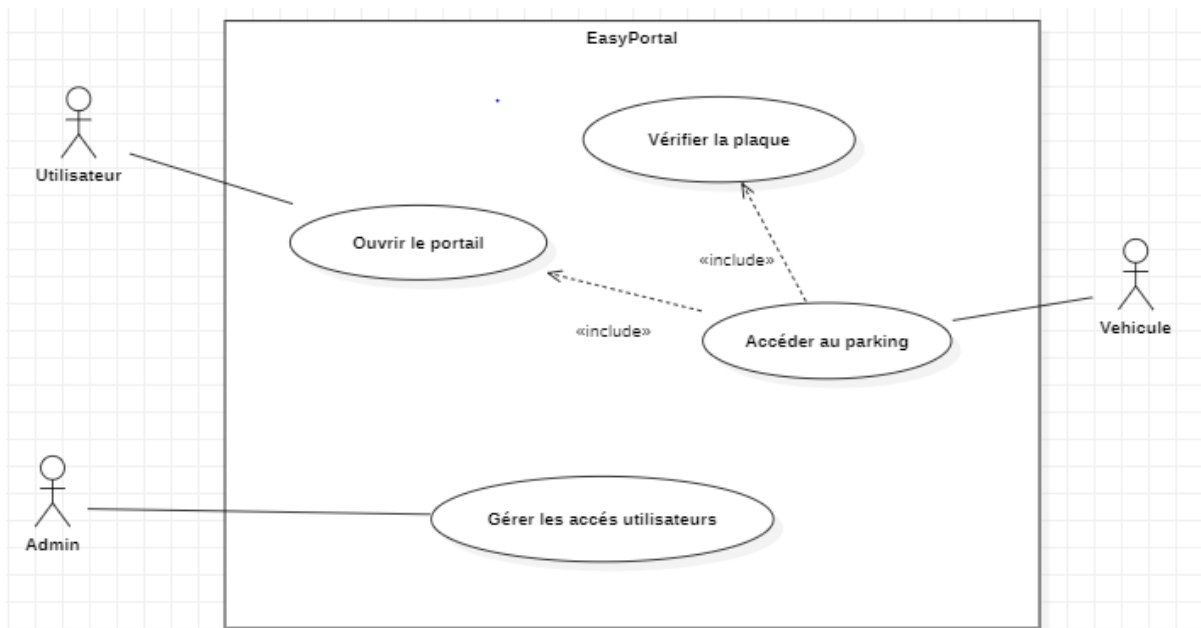 EasyPortal
Vérifier la plaque
Utilisateur
Ouvrir le portail
«include»
«include»
Accéder au parking
Vehicule
Gérer les accés utilisateurs
Admin